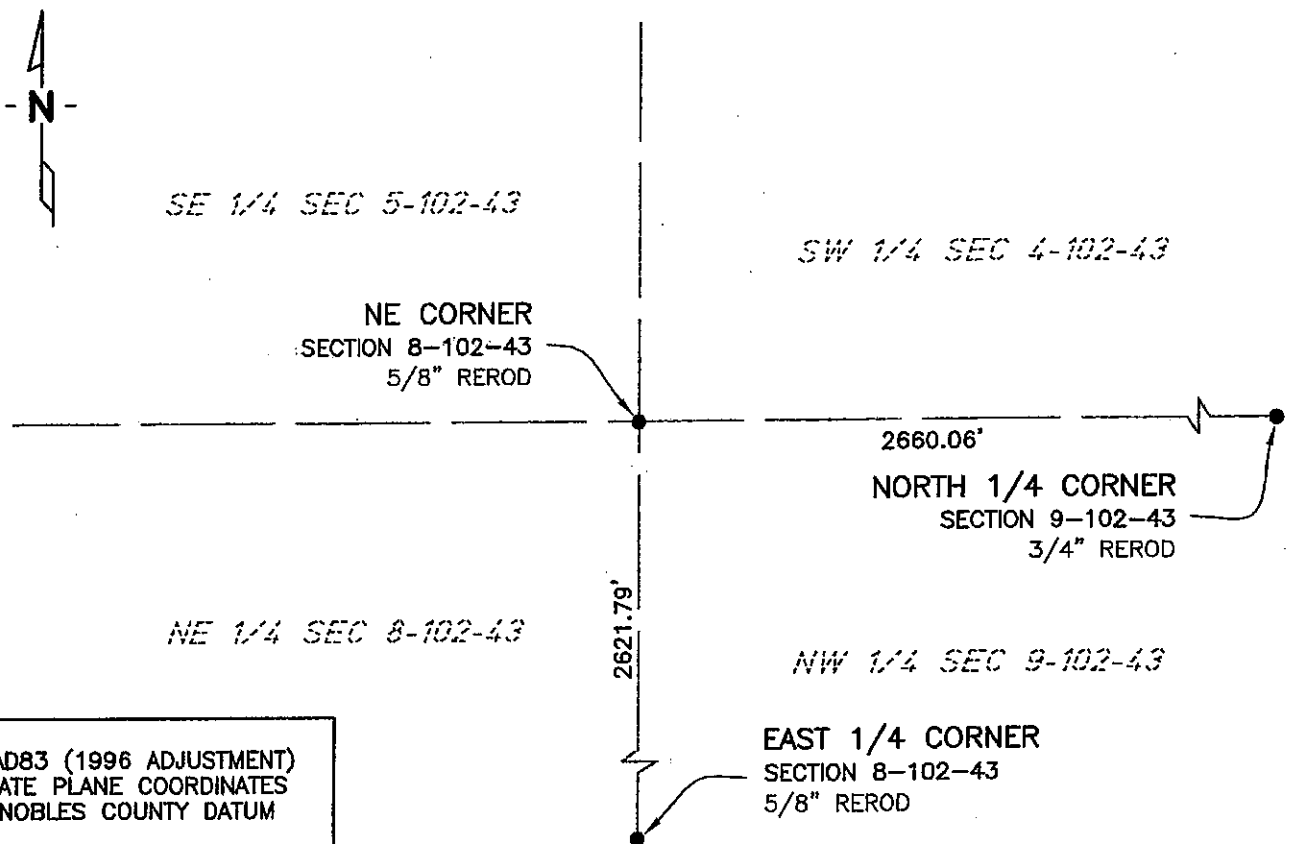 - N -
SE 1/4 SEC 5-102-43
SW 1/4 SEC 4-102-43
NE CORNER
SECTION 8-102-43
5/8" REROD
2660.06'
NORTH 1/4 CORNER
SECTION 9-102-43
3/4" REROD
2621.79'
NE 1/4 SEC 8-102-43
NW 1/4 SEC 9-102-43
EAST 1/4 CORNER
SECTION 8-102-43
5/8" REROD
AD83 (1996 ADJUSTMENT)
ATE PLANE COORDINATES
NOBLES COUNTY DATUM